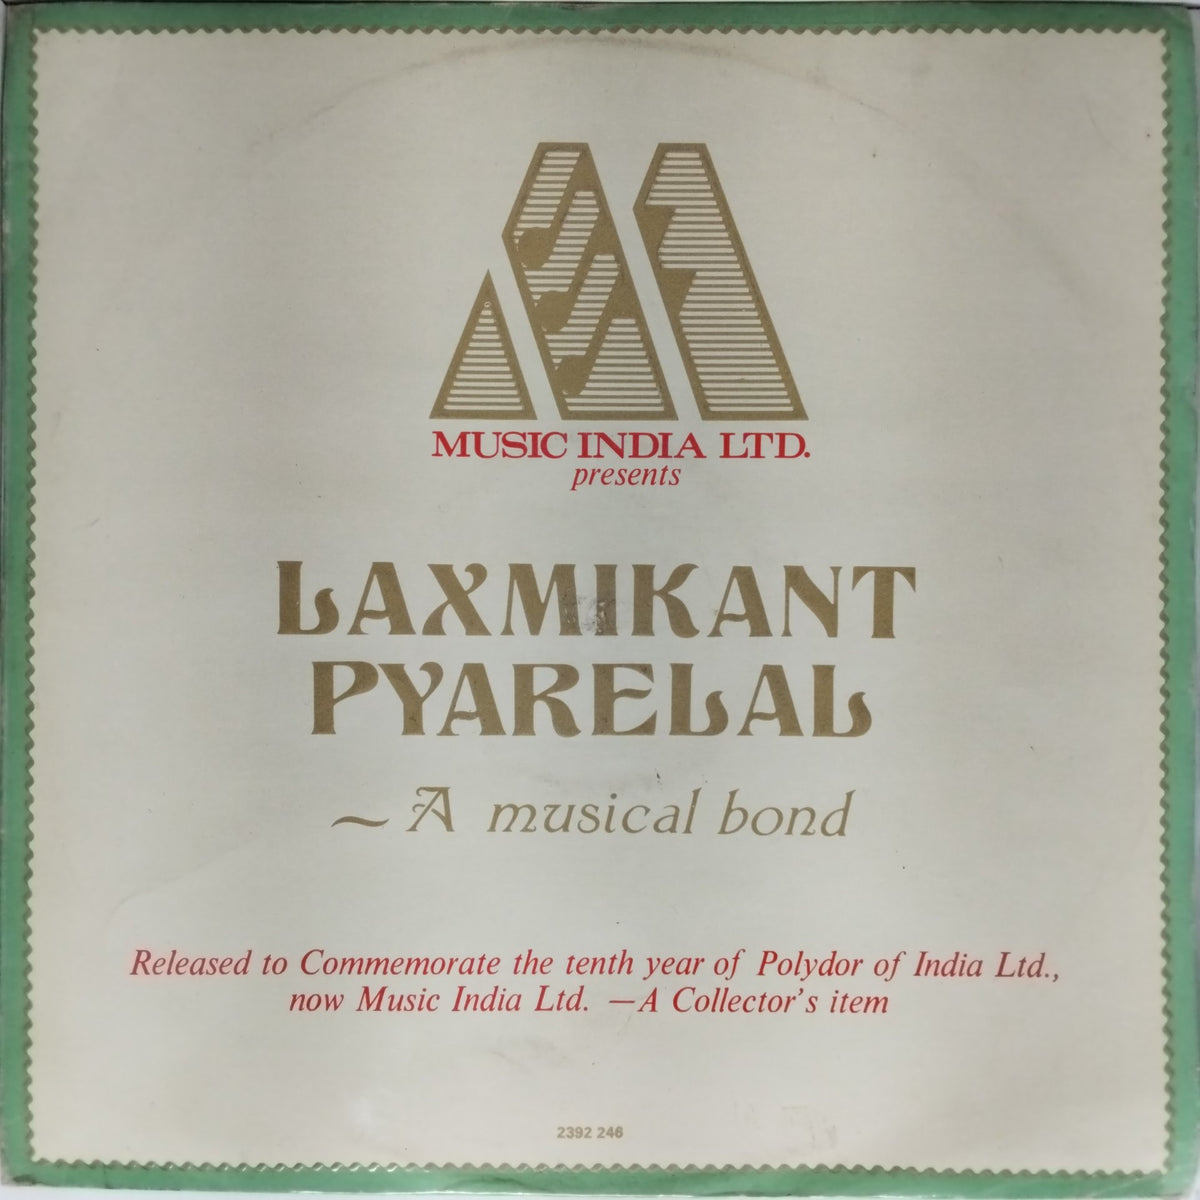 MUSIC INDIA LTD.
presents
LAXMIKANT
PYARELAL
~A musical bond
Released to Commemorate the tenth year of Polydor of India Ltd.,
now Music India Ltd. —A Collector's item
2392 246